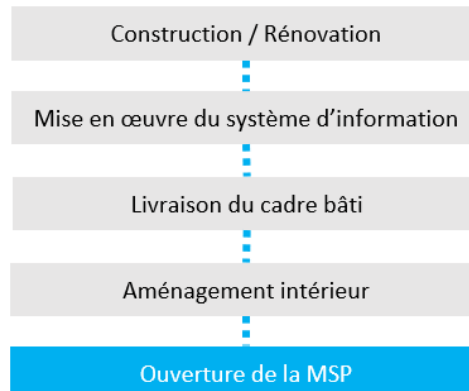 Construction / Rénovation
Mise en œuvre du système d'information
Livraison du cadre bâti
Aménagement intérieur
Ouverture de la MSP